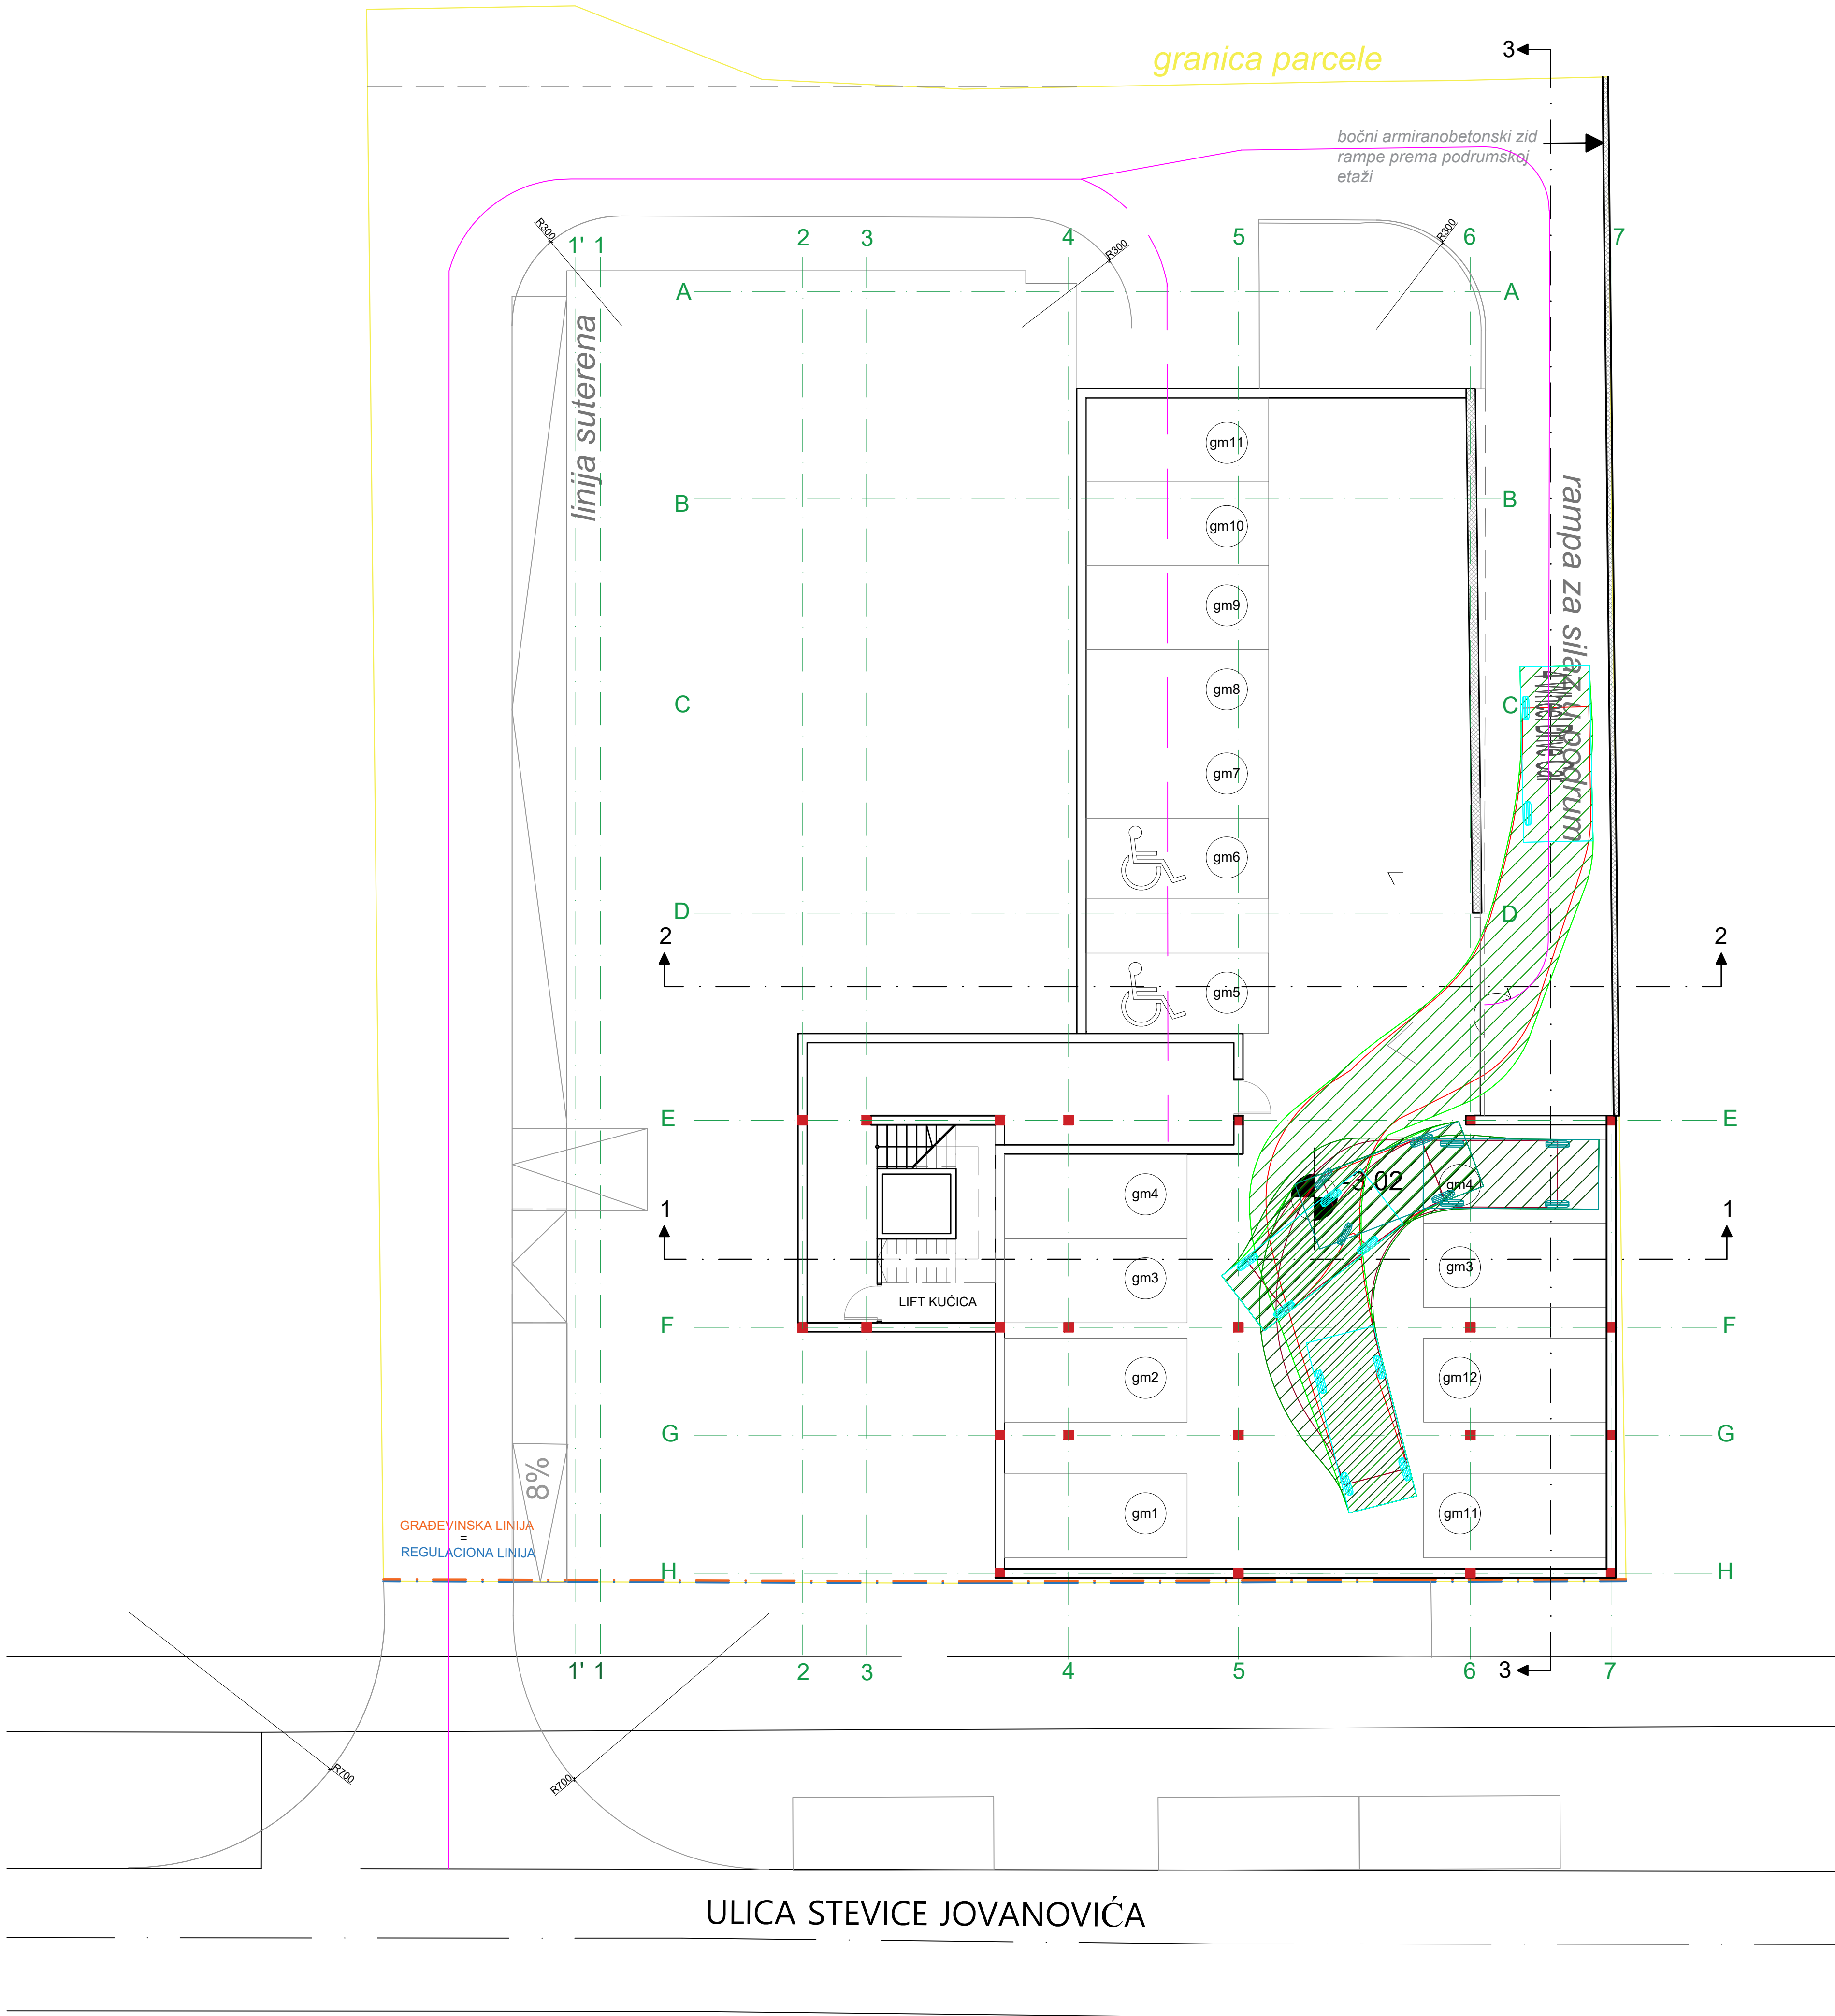 granica parcele
3
bočni armiranobetonski zid
rampe prema podrumskoj
etaži
R300
R300
R300
1' 1
2
3
4
5
6
7
A
A
linija suterena
gm11
B
B
rampa za silaz u podrum
gm10
gm9
C
C
gm8
gm7
gm6
D
D
2
2
gm5
E
E
gm4
-3.02
gm4
1
1
gm3
gm3
LIFT KUĆICA
F
F
gm2
gm12
G
G
8%
gm1
gm11
GRAĐEVINSKA LINIJA
=
REGULACIONA LINIJA
H
H
1' 1
2
3
4
5
6
3
7
R700
R700
ULICA STEVICE JOVANOVIĆA